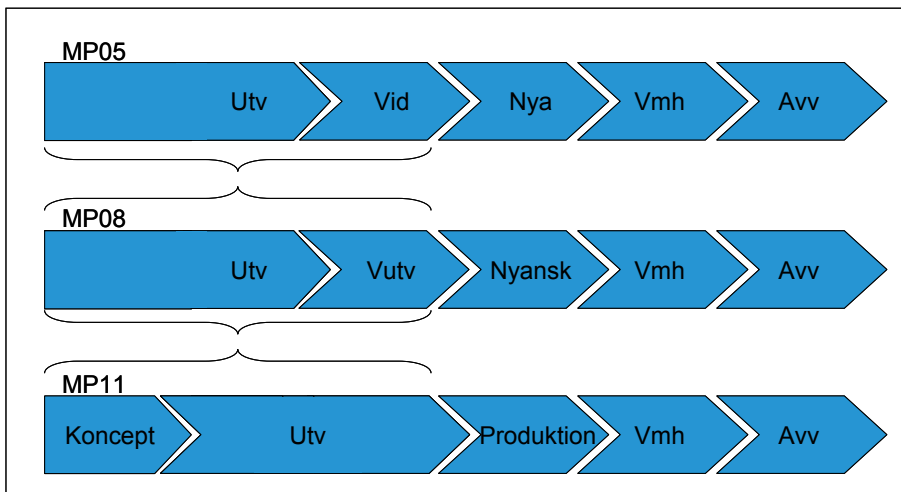 MP05
Utv Vid Nya Vmh Avv
MP08
Utv Vutv Nyansk Vmh Avv
MP11
Koncept Utv Produktion Vmh Avv